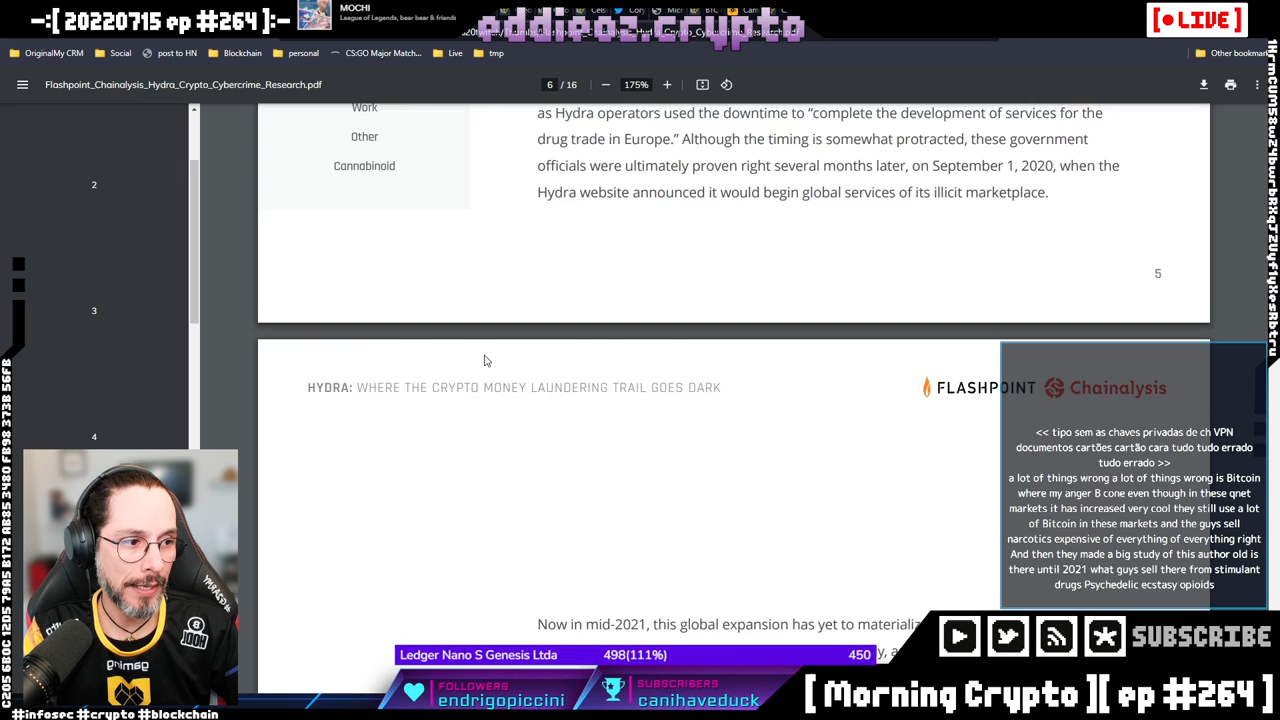 -:[ 20220715 ep #264 ]:-
MOCHI
League of Legends, bear bear & friends
addien2.crypto
[ LIVE ]
OriginalMy CRM
Social
post to HN
Blockchain
personal
CS:GO Major Match...
Live
tmp
Other bookmar
Flashpoint_Chainalysis_Hydra_Crypto_Cybercrime_Research.pdf
6 / 16
175%
Work
Other
Cannabinoid
2
3
4
as Hydra operators used the downtime to “complete the development of services for the
drug trade in Europe.” Although the timing is somewhat protracted, these government
officials were ultimately proven right several months later, on September 1, 2020, when the
Hydra website announced it would begin global services of its illicit marketplace.
5
HYDRA: WHERE THE CRYPTO MONEY LAUNDERING TRAIL GOES DARK
FLASHPOINT
Chainalysis
<< tipo sem as chaves privadas de ch VPN
documentos cartões cartão cara tudo tudo errado
tudo errado >>
a lot of things wrong a lot of things wrong is Bitcoin
where my anger B cone even though in these qnet
markets it has increased very cool they still use a lot
of Bitcoin in these markets and the guys sell
narcotics expensive of everything of everything right
And then they made a big study of this author old is
there until 2021 what guys sell there from stimulant
drugs Psychedelic ecstasy opioids
Now in mid-2021, this global expansion has yet to
Ledger Nano S Genesis Ltda
498(111%)
450
FOLLOWERS
endrigopiccini
SUBSCRIBERS
canihaveduck
SUBSCRIBE
[ Morning Crypto ][ ep #264 ]
#infosec #crypto #blockchain